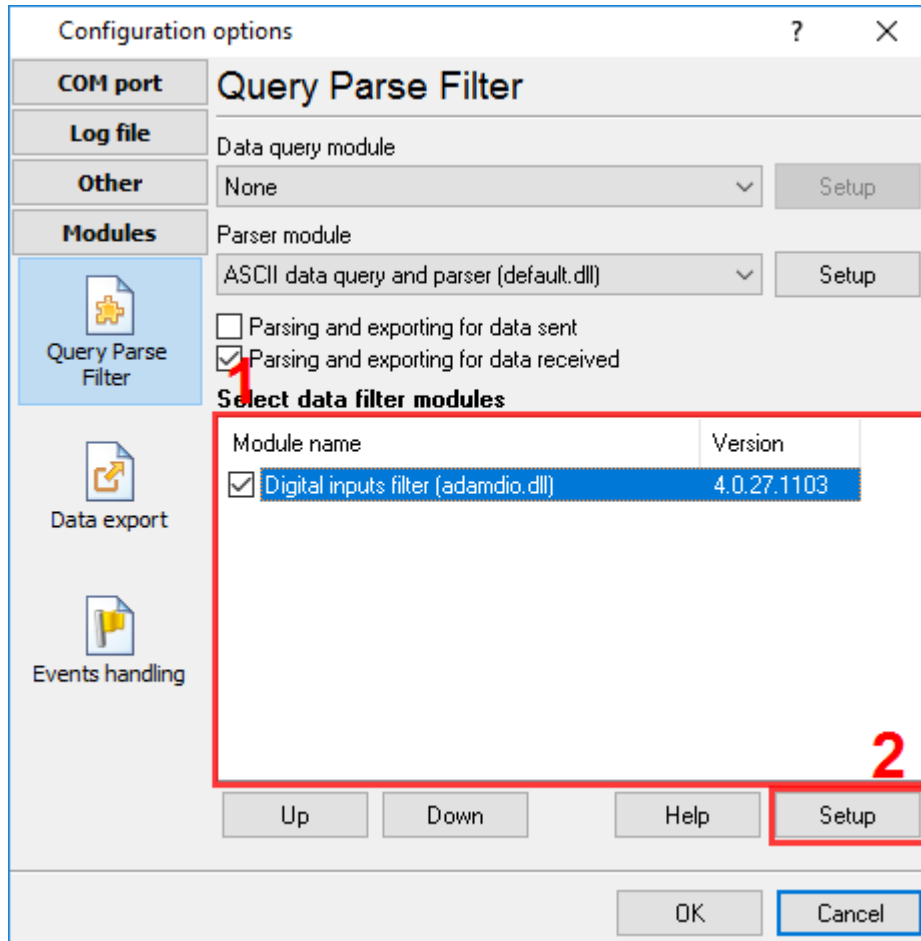 Configuration options
?
COM port
Log file
Other
Modules
Query Parse
Filter
Data export
Events handling
Query Parse Filter
Data query module
None
Setup
Parser module
ASCII data query and parser (default.dll)
Setup
Parsing and exporting for data sent
Parsing and exporting for data received
1
Select data filter modules
Module name
Version
Digital inputs filter (adamdio.dll)
4.0.27.1103
2
Up
Down
Help
Setup
OK
Cancel